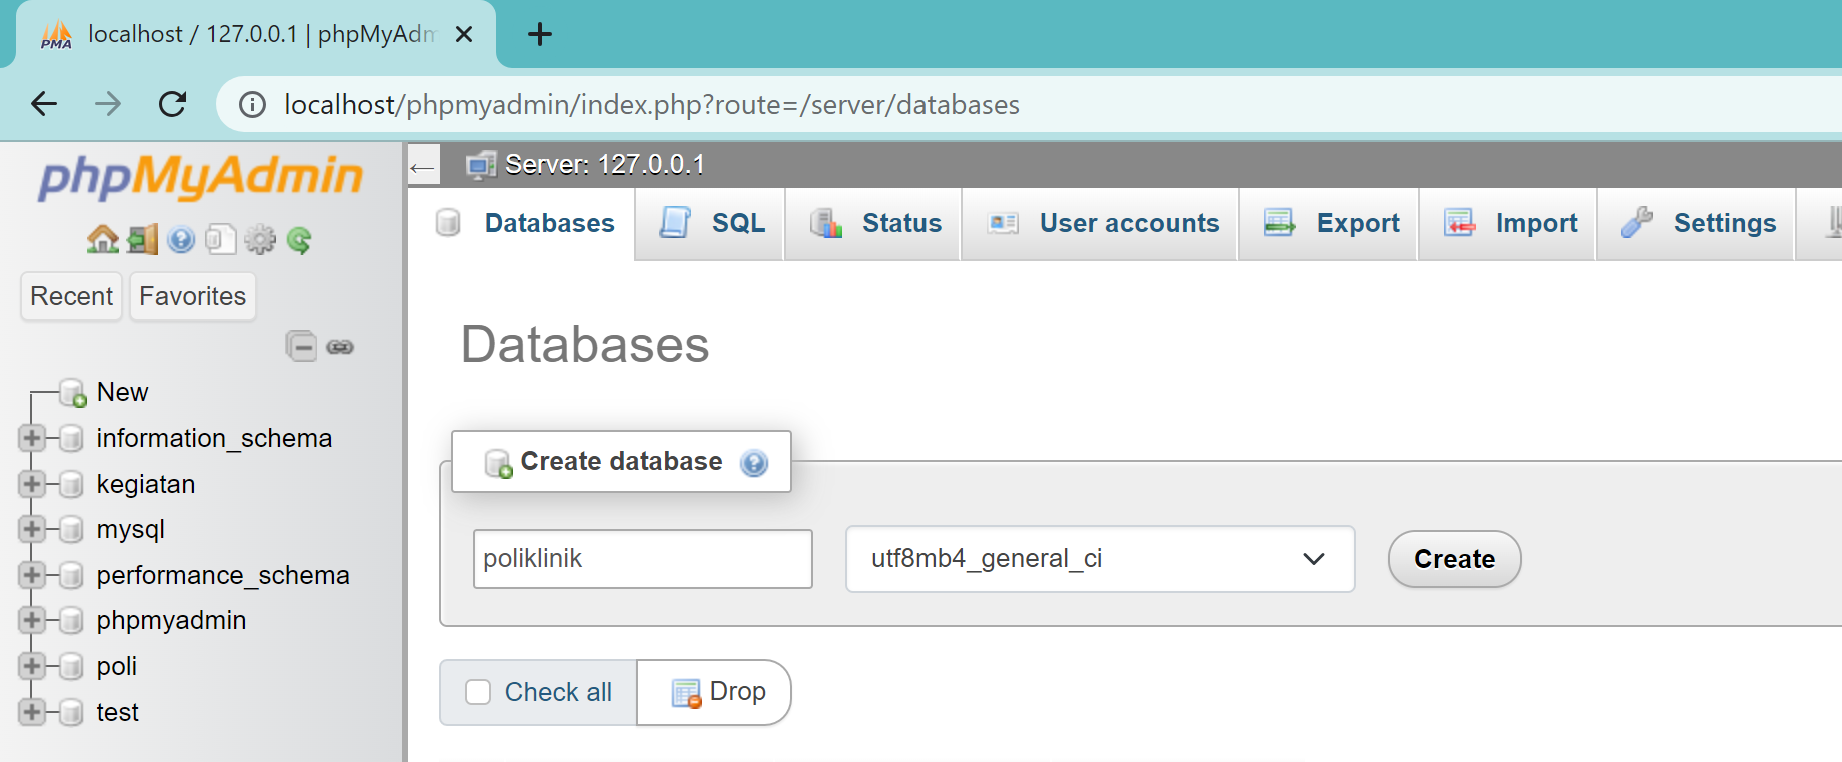 localhost / 127.0.0.1 | phpMyAdm
localhost/phpmyadmin/index.php?route=/server/databases
phpMyAdmin
Recent
Favorites
New
information_schema
kegiatan
mysql
performance_schema
phpmyadmin
poli
test
Server: 127.0.0.1
Databases
SQL
Status
User accounts
Export
Import
Settings
Databases
Create database
poliklinik
utf8mb4_general_ci
Create
Check all
Drop
PMA